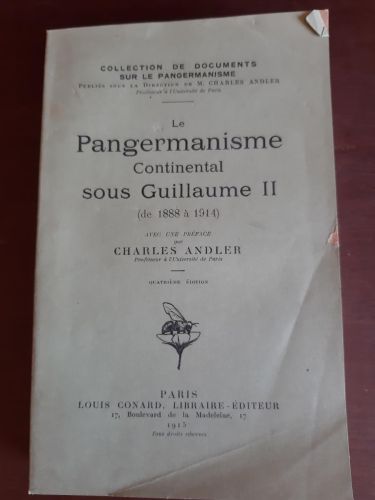 COLLECTION DE DOCUMENTS
SUR LE PANGERMANISME
Publiés sous la Direction de M. CHARLES ANDLER
Professeur à l'Université de Paris
Le
Pangermanisme
Continental
sous Guillaume II
(de 1888 à 1914)
AVEC UNE PRÉFACE
par
CHARLES ANDLER
Professeur à l'Université de Paris
QUATRIÈME ÉDITION
PARIS
LOUIS CONARD, LIBRAIRE-ÉDITEUR
17, Boulevard de la Madeleine, 17
1915
Tous droits réservés